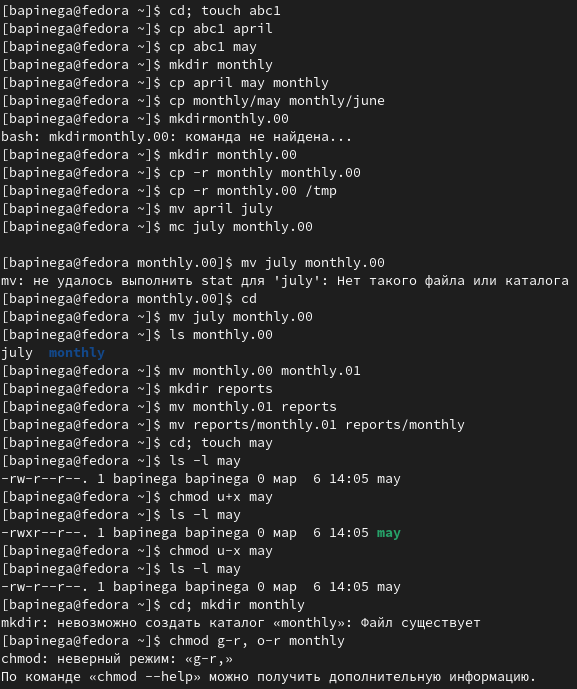 [bapinega@fedora ~]$ cd; touch abc1
[bapinega@fedora ~]$ cp abc1 april
[bapinega@fedora ~]$ cp abc1 may
[bapinega@fedora ~]$ mkdir monthly
[bapinega@fedora ~]$ cp april may monthly
[bapinega@fedora ~]$ cp monthly/may monthly/june
[bapinega@fedora ~]$ mkdirmonthly.00
bash: mkdirmonthly.00: команда не найдена...
[bapinega@fedora ~]$ mkdir monthly.00
[bapinega@fedora ~]$ cp -r monthly monthly.00
[bapinega@fedora ~]$ cp -r monthly.00 /tmp
[bapinega@fedora ~]$ mv april july
[bapinega@fedora ~]$ mc july monthly.00
[bapinega@fedora monthly.00]$ mv july monthly.00
mv: не удалось выполнить stat для 'july': Нет такого файла или каталога
[bapinega@fedora monthly.00]$ cd
[bapinega@fedora ~]$ mv july monthly.00
[bapinega@fedora ~]$ ls monthly.00
july  monthly
[bapinega@fedora ~]$ mv monthly.00 monthly.01
[bapinega@fedora ~]$ mkdir reports
[bapinega@fedora ~]$ mv monthly.01 reports
[bapinega@fedora ~]$ mv reports/monthly.01 reports/monthly
[bapinega@fedora ~]$ cd; touch may
[bapinega@fedora ~]$ ls -l may
-rw-r--r--. 1 bapinega bapinega 0 мар  6 14:05 may
[bapinega@fedora ~]$ chmod u+x may
[bapinega@fedora ~]$ ls -l may
-rwxr--r--. 1 bapinega bapinega 0 мар  6 14:05 may
[bapinega@fedora ~]$ chmod u-x may
[bapinega@fedora ~]$ ls -l may
-rw-r--r--. 1 bapinega bapinega 0 мар  6 14:05 may
[bapinega@fedora ~]$ cd; mkdir monthly
mkdir: невозможно создать каталог «monthly»: Файл существует
[bapinega@fedora ~]$ chmod g-r, o-r monthly
chmod: неверный режим: «g-r,»
По команде «chmod --help» можно получить дополнительную информацию.